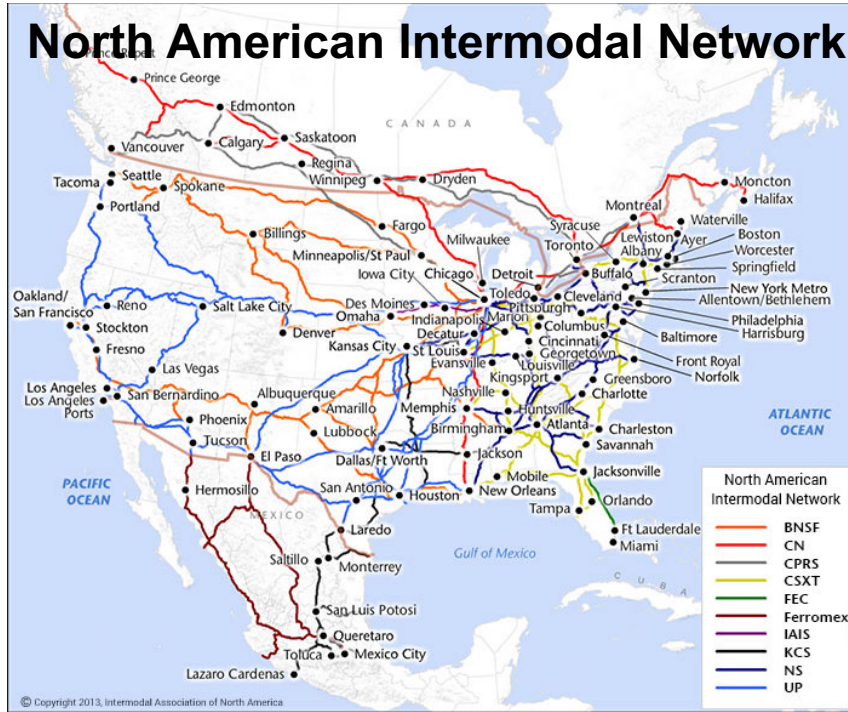 North American Intermodal Network
Prince Rupert
Prince George
Edmonton
CANADA
Vancouver
Calgary
Saskatoon
Regina
Winnipeg
Dryden
Moncton
Halifax
Montreal
Seattle
Tacoma
Spokane
Portland
Billings
Fargo
Minneapolis/St Paul
Milwaukee
Syracuse
Toronto
Waterville
Lewiston
Albany
Ayer
Boston
Worcester
Springfield
Scranton
Iowa City
Chicago
Detroit
Buffalo
New York Metro
Allentown/Bethlehem
Oakland/
San Francisco
Reno
Salt Lake City
Des Moines
Omaha
Toledo
Cleveland
Pittsburgh
Indianapolis
Marion
Philadelphia
Harrisburg
Stockton
Denver
Decatur
Columbus
Baltimore
Fresno
Kansas City
St Louis
Cincinnati
Georgetown
Evansville
Louisville
Front Royal
Norfolk
Las Vegas
Kingsport
Greensboro
Los Angeles
Los Angeles
Ports
San Bernardino
Albuquerque
Amarillo
Nashville
Memphis
Charlotte
Huntsville
Phoenix
Lubbock
Birmingham
Atlanta
Charleston
Savannah
ATLANTIC
OCEAN
Tucson
El Paso
Dallas/Ft Worth
Jackson
Jacksonville
PACIFIC
OCEAN
Hermosillo
San Antonio
Houston
Mobile
New Orleans
Orlando
Tampa
MEXICO
Laredo
Ft Lauderdale
Miami
Gulf of Mexico
Saltillo
Monterrey
CUBA
San Luis Potosi
Queretaro
Toluca
Mexico City
Lazaro Cardenas
North American
Intermodal Network
BNSF
CN
CPRS
CSXT
FEC
Ferromex
IAIS
KCS
NS
UP
© Copyright 2013, Intermodal Association of North America